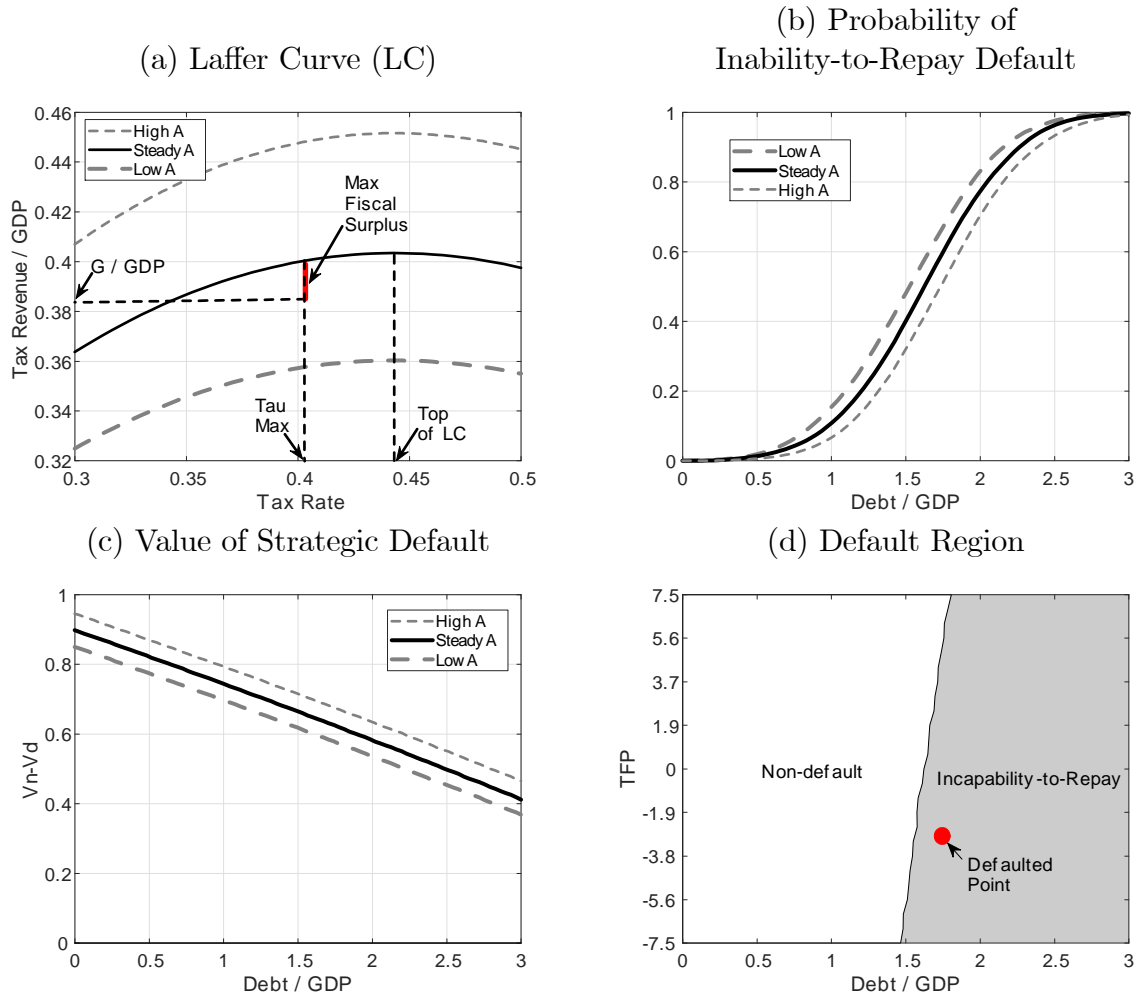 (a) Laffer Curve (LC)
0.46
0.44
0.42
0.4
0.38
0.36
0.34
0.32
Tax Revenue / GDP
High A
Steady A
Low A
Max
Fiscal
Surplus
G / GDP
Tau
Max
Top
of LC
0.3
0.35
0.4
0.45
0.5
Tax Rate
(b) Probability of
Inability-to-Repay Default
1
0.8
0.6
0.4
0.2
0
Low A
Steady A
High A
0
0.5
1
1.5
2
2.5
3
Debt / GDP
(c) Value of Strategic Default
1
0.8
0.6
0.4
0.2
0
Vn-Vd
High A
Steady A
Low A
0
0.5
1
1.5
2
2.5
3
Debt / GDP
(d) Default Region
7.5
5.6
3.7
1.9
0
-1.9
-3.8
-5.6
-7.5
TFP
Non-default
Incapability-to-Repay
Defaulted
Point
0
0.5
1
1.5
2
2.5
3
Debt / GDP